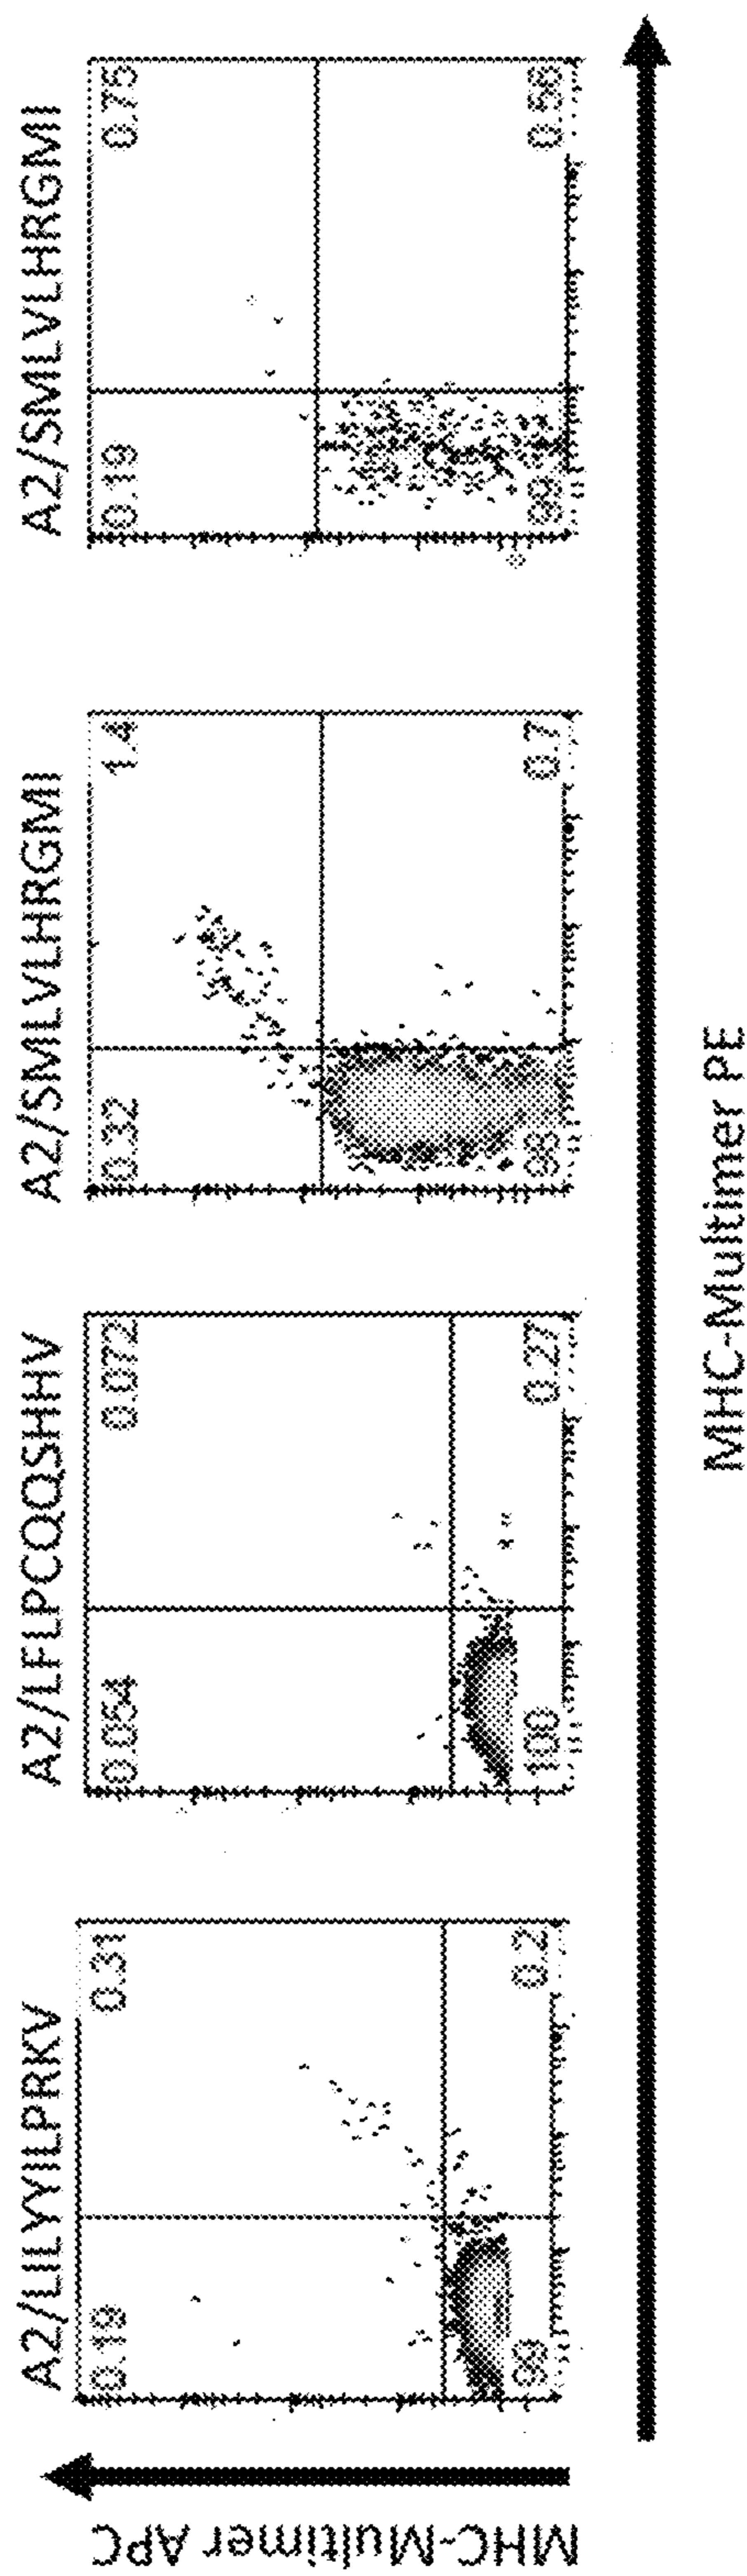 MHC-Multimer APC
A2/LILYYILPRKV
0.19 0.31
99 0.2
A2/LFLPCQQSHHV
0.054 0.072
100 0.27
A2/SMLVLHRGMI
0.32 1.4
98 0.7
A2/SMLVLHRGMI
0.19 0.75
0.56
MHC-Multimer PE